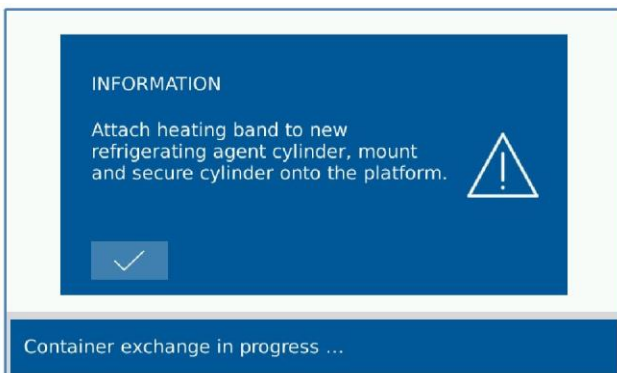 INFORMATION
Attach heating band to new
refrigerating agent cylinder, mount
and secure cylinder onto the platform.
Container exchange in progress ...